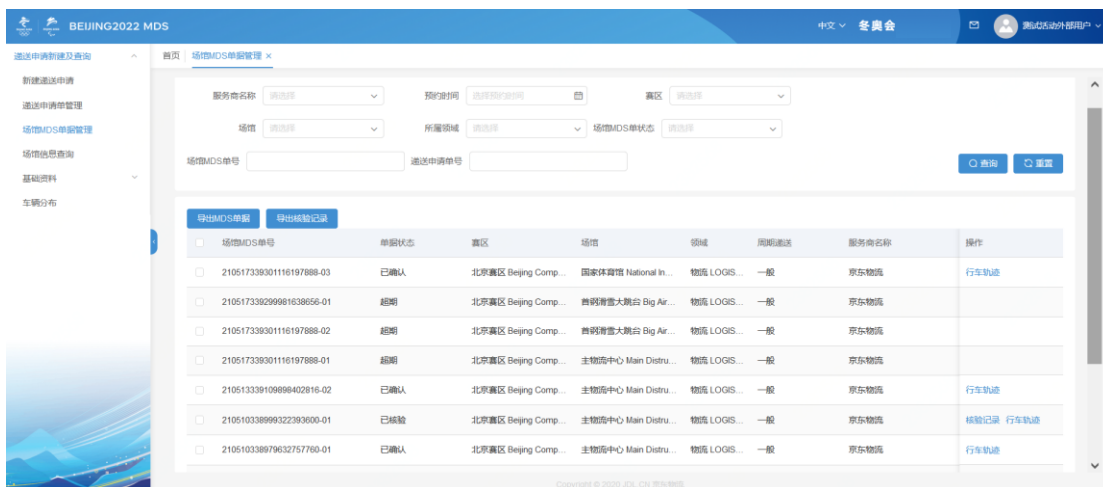 BEIJING2022 MDS
中文
冬奥会
测试活动外部用户
递送申请新建及查询
新建递送申请
递送申请单管理
场馆MDS单据管理
场馆信息查询
基础资料
车辆分布
首页 场馆MDS单据管理 ×
服务商名称 请选择 预约时间 选择预约时间 赛区 请选择
场馆 请选择 所属领域 请选择 场馆MDS单状态 请选择
场馆MDS单号 递送申请单号 查询 重置
导出MDS单据 导出核验记录
场馆MDS单号 单据状态 赛区 场馆 领域 周期递送 服务商名称 操作
210517339301116197888-03 已确认 北京赛区 Beijing Comp... 国家体育馆 National In... 物流 LOGIS... 一般 京东物流 行车轨迹
210517339299981638656-01 超期 北京赛区 Beijing Comp... 首钢滑雪大跳台 Big Air... 物流 LOGIS... 一般 京东物流
210517339301116197888-02 超期 北京赛区 Beijing Comp... 首钢滑雪大跳台 Big Air... 物流 LOGIS... 一般 京东物流
210517339301116197888-01 超期 北京赛区 Beijing Comp... 主物流中心 Main Distru... 物流 LOGIS... 一般 京东物流
210513339109898402816-02 已确认 北京赛区 Beijing Comp... 主物流中心 Main Distru... 物流 LOGIS... 一般 京东物流 行车轨迹
210510338999322393600-01 已核验 北京赛区 Beijing Comp... 主物流中心 Main Distru... 物流 LOGIS... 一般 京东物流 核验记录 行车轨迹
210510338979632757760-01 已确认 北京赛区 Beijing Comp... 主物流中心 Main Distru... 物流 LOGIS... 一般 京东物流 行车轨迹
Copyright © 2020 JDL.CN 京东物流